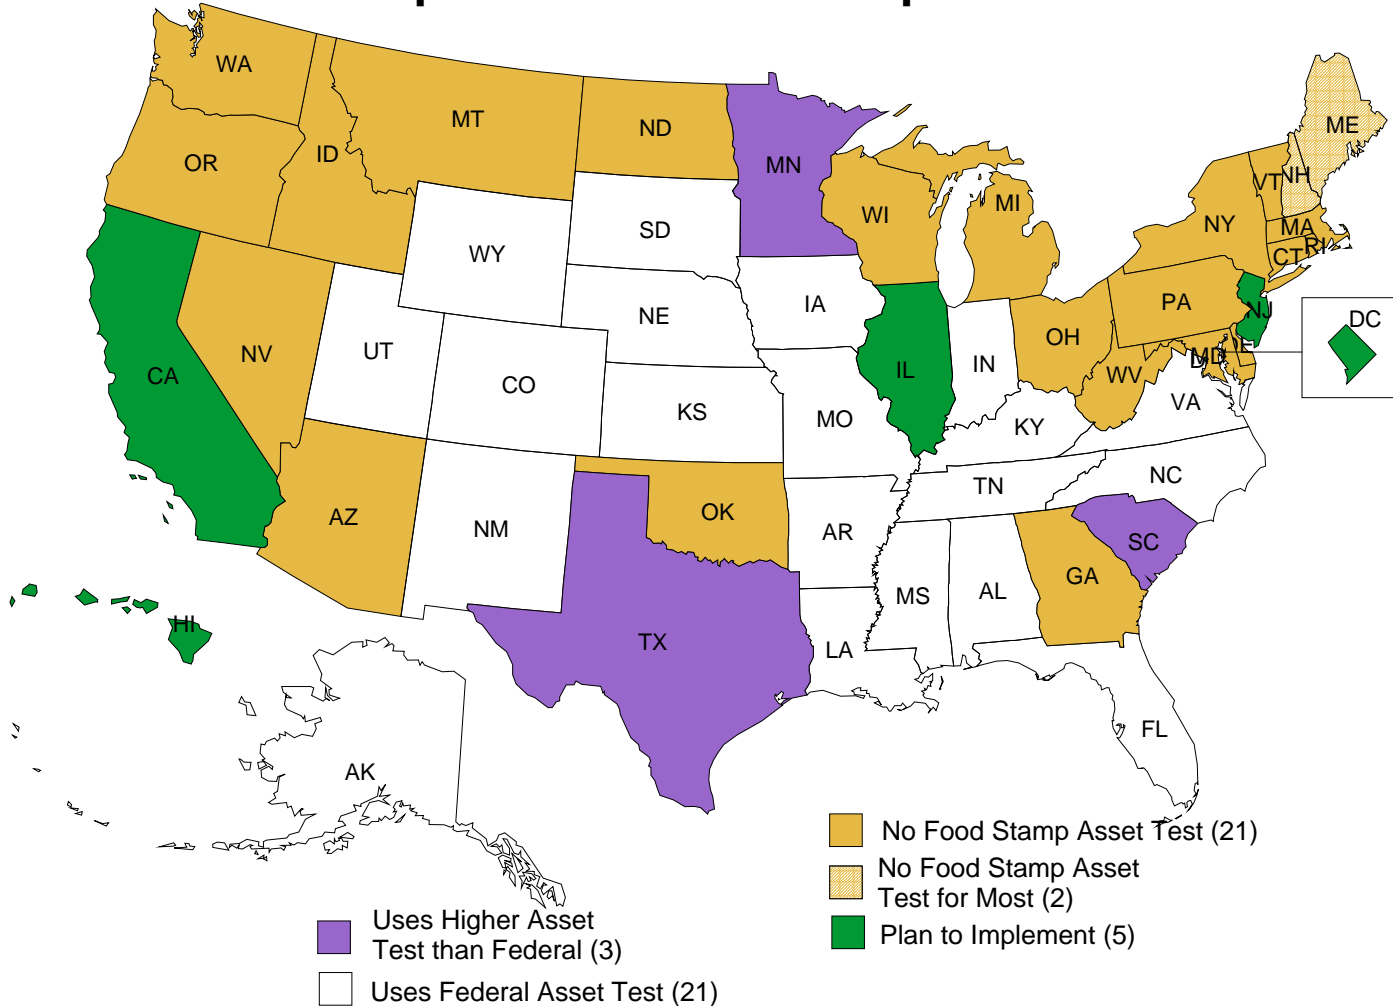 WA
MT
ND
ME
OR
ID
MN
VT
NH
WI
MI
NY
MA
RI
CT
SD
WY
IA
NE
PA
NJ
DC
OH
DE
MD
NV
UT
CO
IL
IN
WV
CA
KS
MO
KY
VA
TN
NC
AZ
NM
OK
AR
SC
GA
MS
AL
HI
TX
LA
FL
AK
No Food Stamp Asset Test (21)
No Food Stamp Asset
Test for Most (2)
Plan to Implement (5)
Uses Higher Asset
Test than Federal (3)
Uses Federal Asset Test (21)